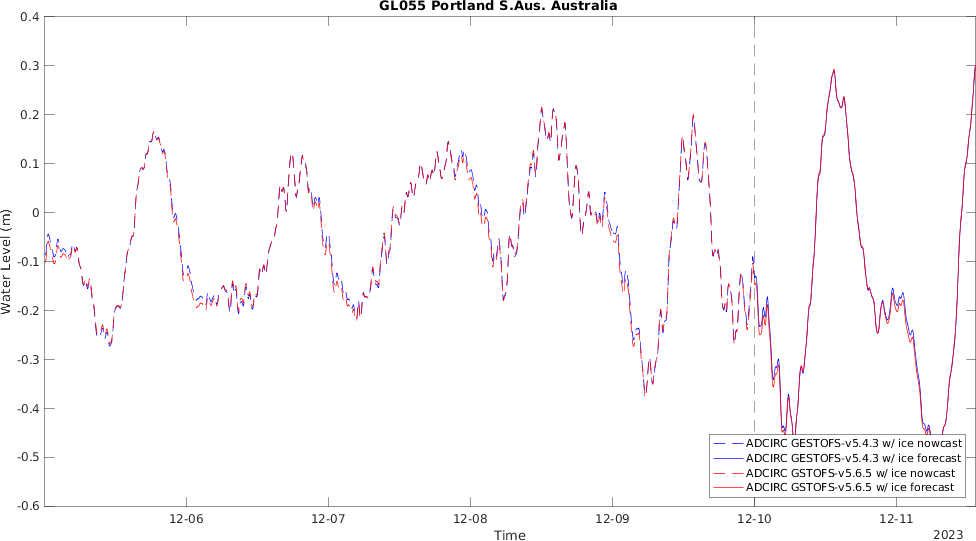 GL055 Portland S.Aus. Australia
Water Level (m)
0.4
0.3
0.2
0.1
0
-0.1
-0.2
-0.3
-0.4
-0.5
-0.6
ADCIRC GESTOFS-v5.4.3 w/ ice nowcast
ADCIRC GESTOFS-v5.4.3 w/ ice forecast
ADCIRC GSTOFS-v5.6.5 w/ ice nowcast
ADCIRC GSTOFS-v5.6.5 w/ ice forecast
12-06 12-07 12-08 12-09 12-10 12-11
Time
2023